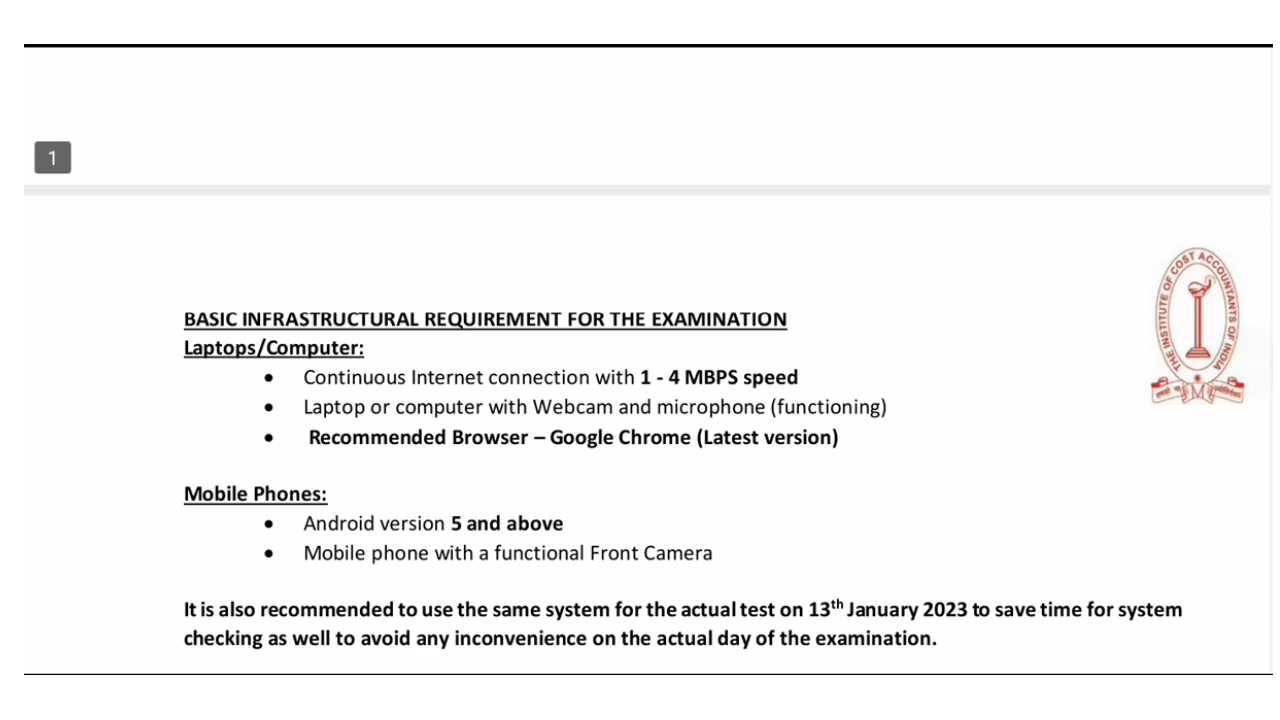 1
THE INSTITUTE OF COST ACCOUNTANTS OF INDIA
BASIC INFRASTRUCTURAL REQUIREMENT FOR THE EXAMINATION
Laptops/Computer:
• Continuous Internet connection with 1 - 4 MBPS speed
• Laptop or computer with Webcam and microphone (functioning)
• Recommended Browser – Google Chrome (Latest version)
Mobile Phones:
• Android version 5 and above
• Mobile phone with a functional Front Camera
It is also recommended to use the same system for the actual test on 13th January 2023 to save time for system
checking as well to avoid any inconvenience on the actual day of the examination.